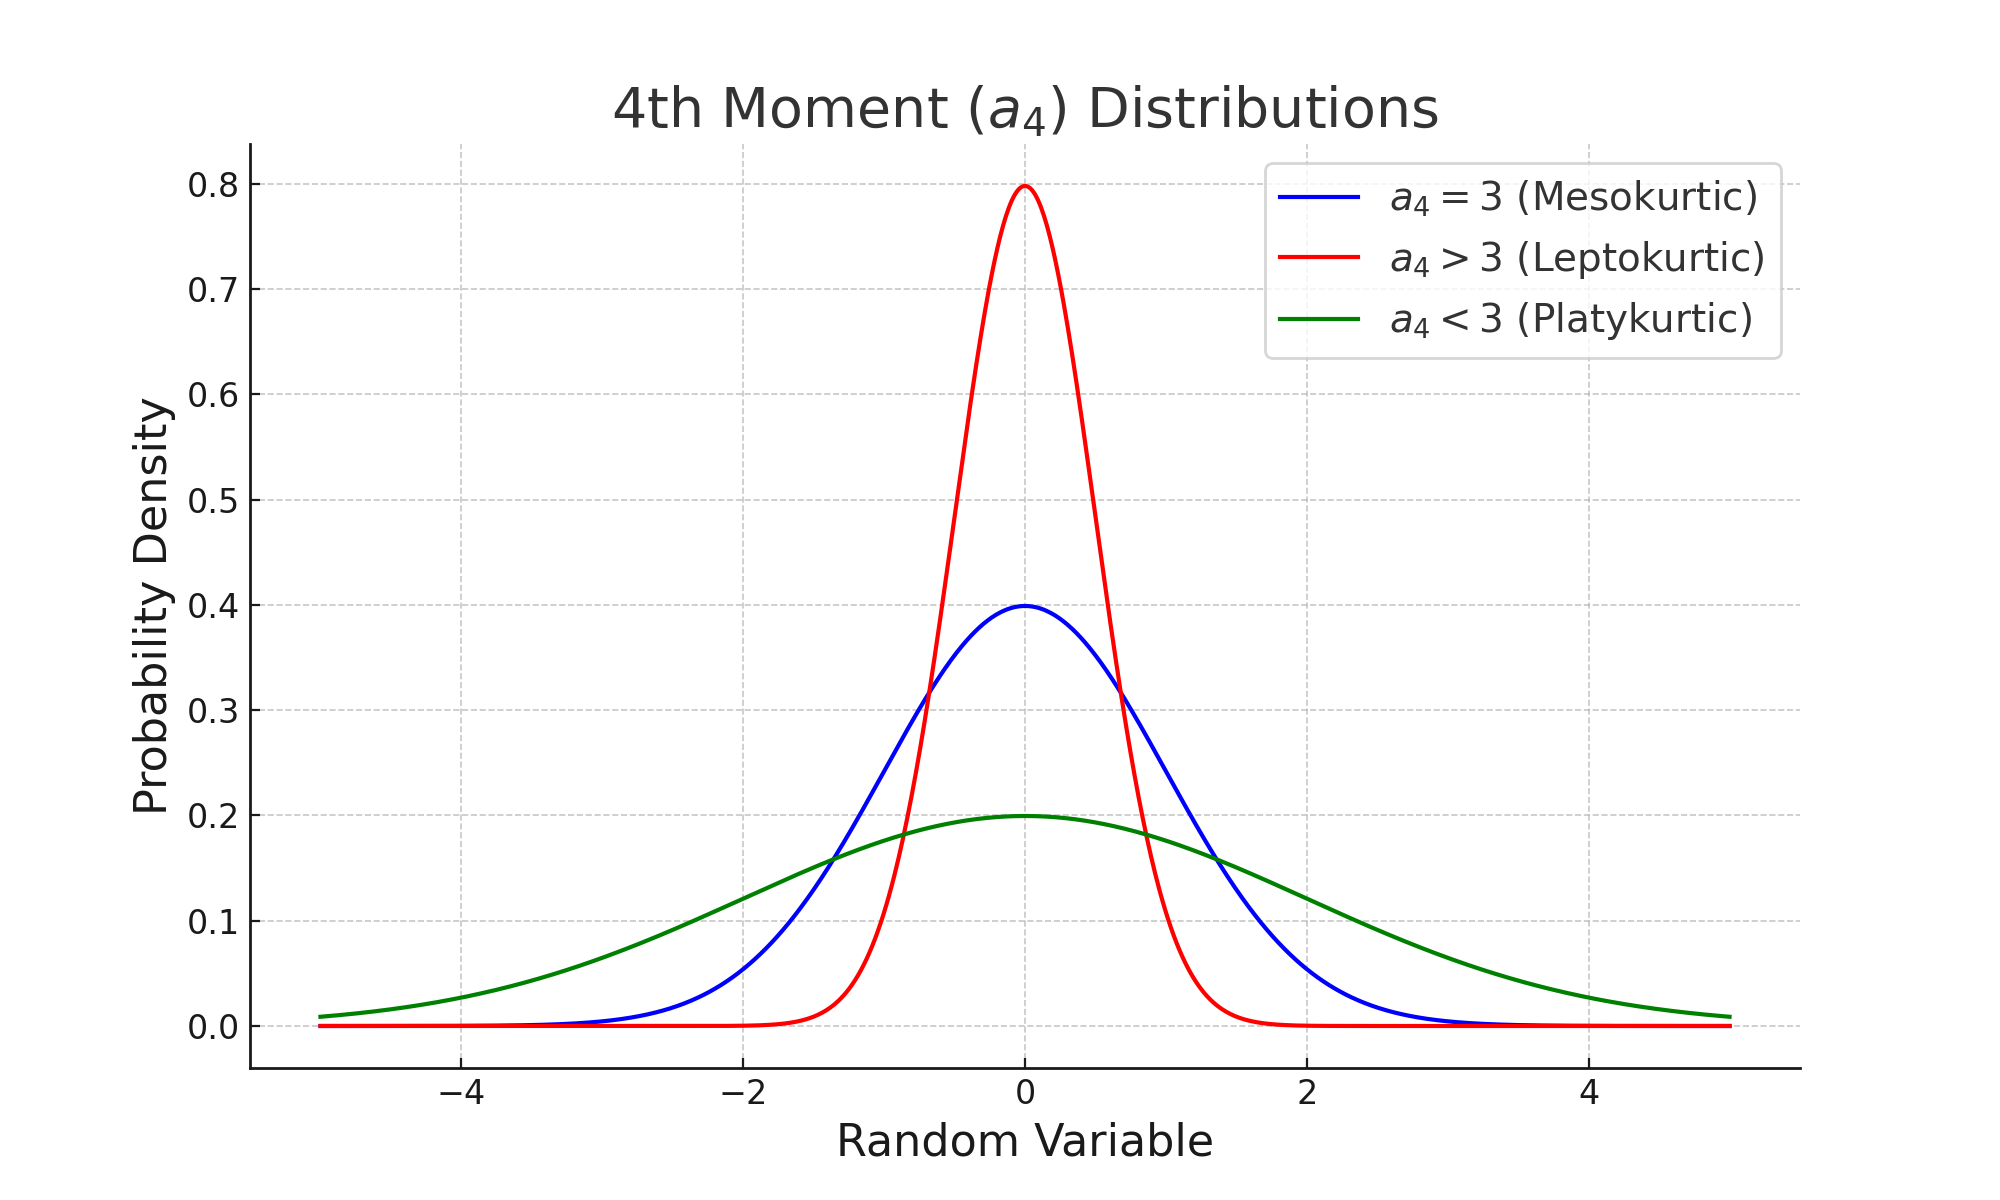 4th Moment (a₄) Distributions
a₄ = 3 (Mesokurtic)
a₄ > 3 (Leptokurtic)
a₄ < 3 (Platykurtic)
Probability Density
0.8
0.7
0.6
0.5
0.4
0.3
0.2
0.1
0.0
−4
−2
0
2
4
Random Variable